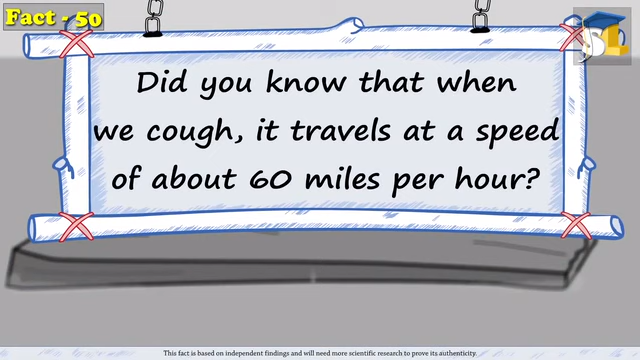 Fact - 50
SL
Did you know that when
we cough, it travels at a speed
of about 60 miles per hour?
This fact is based on independent findings and will need more scientific research to prove its authenticity.